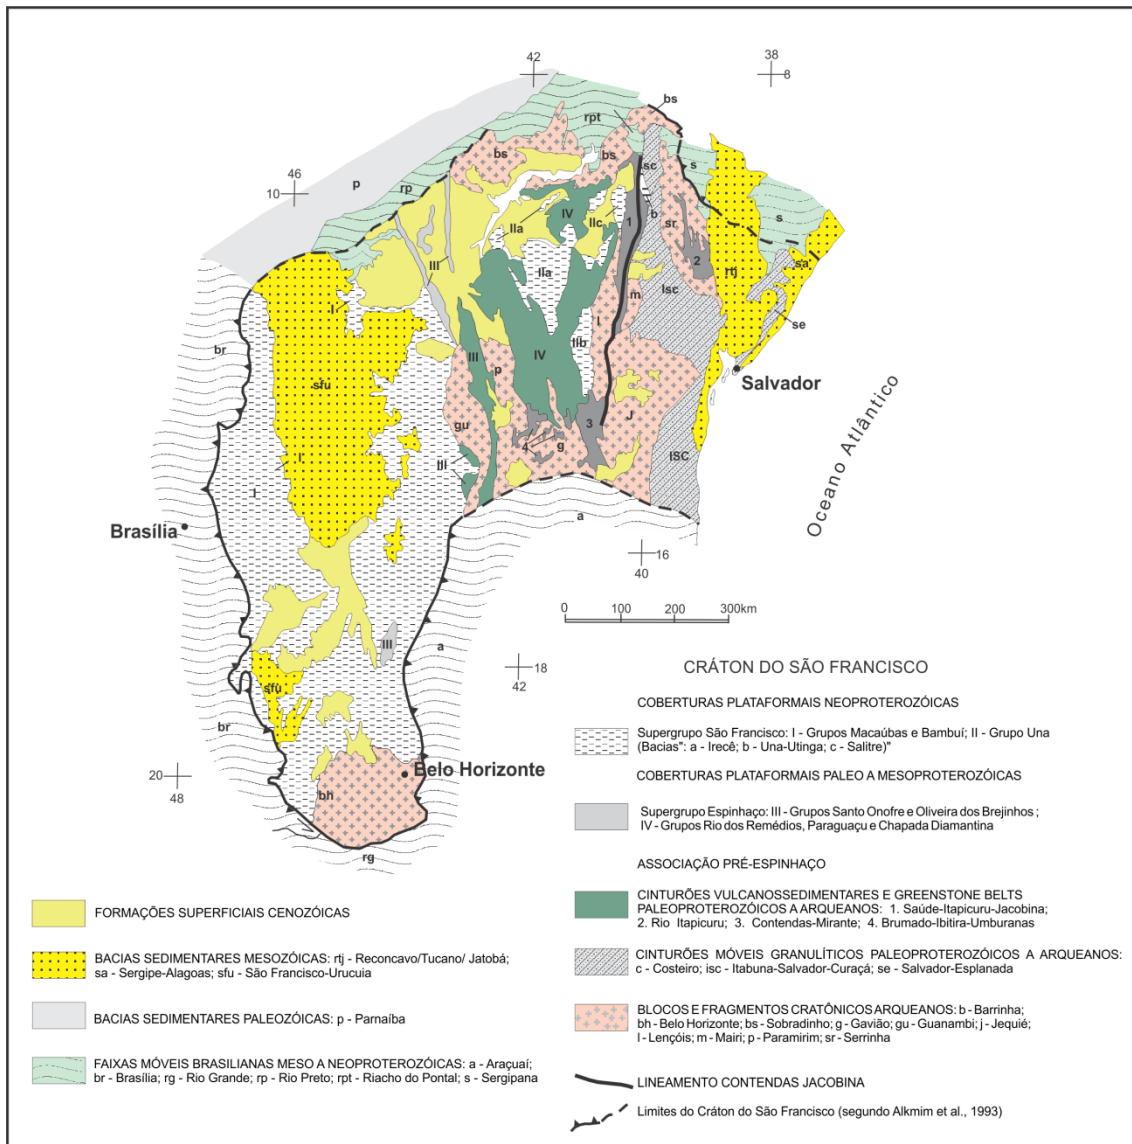 42
38
8
bs
rpt
bs
bs
isc
s
46
10
p
rp
IIa
IV
IIc
1
b
sr
s
III
IIa
2
rtj
sa
Isc
I
m
l
se
br
sfu
III
p
IV
IIb
Salvador
Oceano Atlântico
gu
4
g
3
J
I
III
ISC
I
Brasília
a
16
40
0 100 200 300km
III
a
18
42
sfu
br
20
48
Belo Horizonte
bh
rg
CRÁTON DO SÃO FRANCISCO
COBERTURAS PLATAFORMAIS NEOPROTEROZÓICAS
Supergrupo São Francisco: I - Grupos Macaúbas e Bambuí; II - Grupo Una
(Bacias": a - Irecê; b - Una-Utinga; c - Salitre)"
COBERTURAS PLATAFORMAIS PALEO A MESOPROTEROZÓICAS
Supergrupo Espinhaço: III - Grupos Santo Onofre e Oliveira dos Brejinhos ;
IV - Grupos Rio dos Remédios, Paraguaçu e Chapada Diamantina
ASSOCIAÇÃO PRÉ-ESPINHAÇO
CINTURÕES VULCANOSSEDIMENTARES E GREENSTONE BELTS
PALEOPROTEROZÓICOS A ARQUEANOS: 1. Saúde-Itapicuru-Jacobina;
2. Rio Itapicuru; 3. Contendas-Mirante; 4. Brumado-Ibitira-Umburanas
CINTURÕES MÓVEIS GRANULÍTICOS PALEOPROTEROZÓICOS A ARQUEANOS:
c - Costeiro; isc - Itabuna-Salvador-Curaçá; se - Salvador-Esplanada
BLOCOS E FRAGMENTOS CRATÔNICOS ARQUEANOS: b - Barrinha;
bh - Belo Horizonte; bs - Sobradinho; g - Gavião; gu - Guanambi; j - Jequié;
l - Lençóis; m - Mairi; p - Paramirim; sr - Serrinha
LINEAMENTO CONTENDAS JACOBINA
Limites do Cráton do São Francisco (segundo Alkmim et al., 1993)
FORMAÇÕES SUPERFICIAIS CENOZÓICAS
BACIAS SEDIMENTARES MESOZÓICAS: rtj - Reconcavo/Tucano/ Jatobá;
sa - Sergipe-Alagoas; sfu - São Francisco-Urucuia
BACIAS SEDIMENTARES PALEOZÓICAS: p - Parnaíba
FAIXAS MÓVEIS BRASILIANAS MESO A NEOPROTEROZÓICAS: a - Araçuaí;
br - Brasília; rg - Rio Grande; rp - Rio Preto; rpt - Riacho do Pontal; s - Sergipana